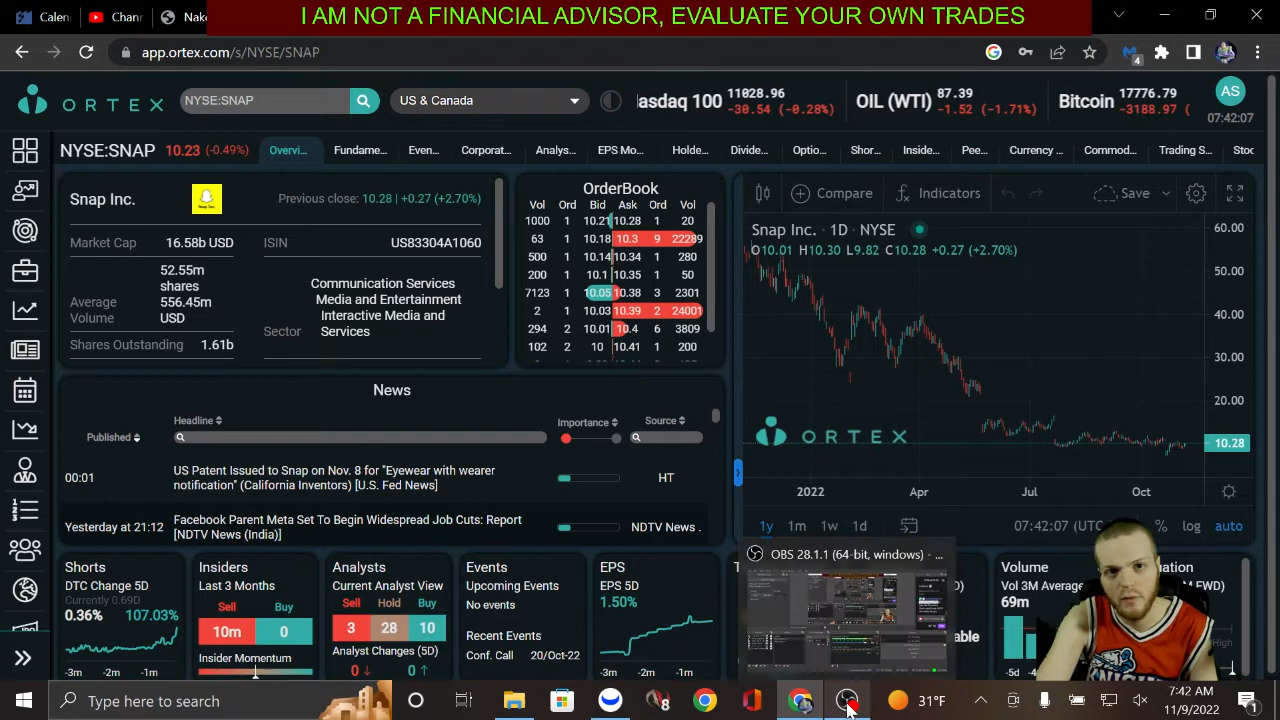 I AM NOT A FINANCIAL ADVISOR, EVALUATE YOUR OWN TRADES
Calen
Chann
Nake
app.ortex.com/s/NYSE/SNAP
4
ORTEX
NYSE:SNAP
US & Canada
asdaq 100
11028.96
-30.54 (-0.28%)
OIL (WTI)
87.39
-1.52 (-1.71%)
Bitcoin
17776.79
-3188.97 (
AS
07:42:07
NYSE:SNAP 10.23 (-0.49%)
Overvi... Fundame... Even... Corporat... Analys... EPS Mo... Holde... Divide... Optio... Shor... Inside... Pee... Currency ... Commod... Trading S... Stoc
Snap Inc.
Previous close: 10.28 | +0.27 (+2.70%)
Market Cap 16.58b USD
ISIN US83304A1060
Average Volume
52.55m shares
556.45m USD
Sector
Communication Services
Media and Entertainment
Interactive Media and Services
Shares Outstanding 1.61b
OrderBook
Vol Ord Bid Ask Ord Vol
1000 1 10.21 10.28 1 20
63 1 10.18 10.3 9 22289
500 1 10.14 10.34 1 280
200 1 10.1 10.35 1 50
7123 1 10.05 10.38 3 2301
2 1 10.03 10.39 2 24001
294 2 10.01 10.4 6 3809
102 2 10 10.41 1 200
Compare
Indicators
Save
Snap Inc. · 1D · NYSE
O10.01 H10.30 L9.82 C10.28 +0.27 (+2.70%)
60.00
50.00
40.00
30.00
20.00
10.28
ORTEX
2022 Apr Jul Oct
1y 1m 1w 1d
07:42:07 (UTC
% log auto
News
Published
Headline
Importance
Source
00:01
US Patent Issued to Snap on Nov. 8 for "Eyewear with wearer notification" (California Inventors) [U.S. Fed News]
HT
Yesterday at 21:12
Facebook Parent Meta Set To Begin Widespread Job Cuts: Report [NDTV News (India)]
NDTV News .
Shorts
Change 5D
Currently 0.69D
0.36% 107.03%
-3m -2m -1m
Insiders
Last 3 Months
Sell Buy
10m 0
Insider Momentum
Analysts
Current Analyst View
Sell Hold Buy
3 28 10
Analyst Changes (5D)
0↓ 0↑
Events
Upcoming Events
No events
Recent Events
Conf. Call 20/Oct-22
EPS
EPS 5D
1.50%
-3m -2m -1m
OBS 28.1.1 (64-bit, windows) - ...
Volume
Vol 3M Average
69m
-5d
High
Type here to search
31°F
7:42 AM
11/9/2022
1